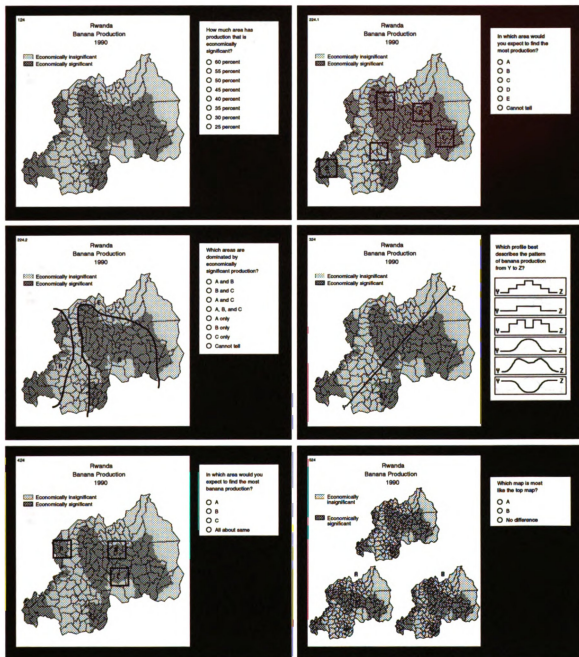 124
Rwanda
Banana Production
1990
Economically insignificant
Economically significant
How much area has
production that is
economically
significant?
60 percent
55 percent
50 percent
45 percent
40 percent
35 percent
30 percent
25 percent
224.1
Rwanda
Banana Production
1990
Economically insignificant
Economically significant
In which area would
you expect to find the
most production?
A
B
C
D
E
Cannot tell
224.2
Rwanda
Banana Production
1990
Economically insignificant
Economically significant
Which areas are
dominated by
economically
significant production?
A and B
B and C
A and C
A, B, and C
A only
B only
C only
Cannot tell
324
Rwanda
Banana Production
1990
Economically insignificant
Economically significant
Z
Y
Which profile best
describes the pattern
of banana production
from Y to Z?
Y Z
Y Z
Y Z
Y Z
Y Z
Y Z
424
Rwanda
Banana Production
1990
Economically insignificant
Economically significant
B
In which area would you
expect to find the most
banana production?
A
B
C
All about same
Rwanda
Banana Production
1990
Economically
insignificant
Economically
significant
B
Which map is most
like the top map?
A
B
No difference